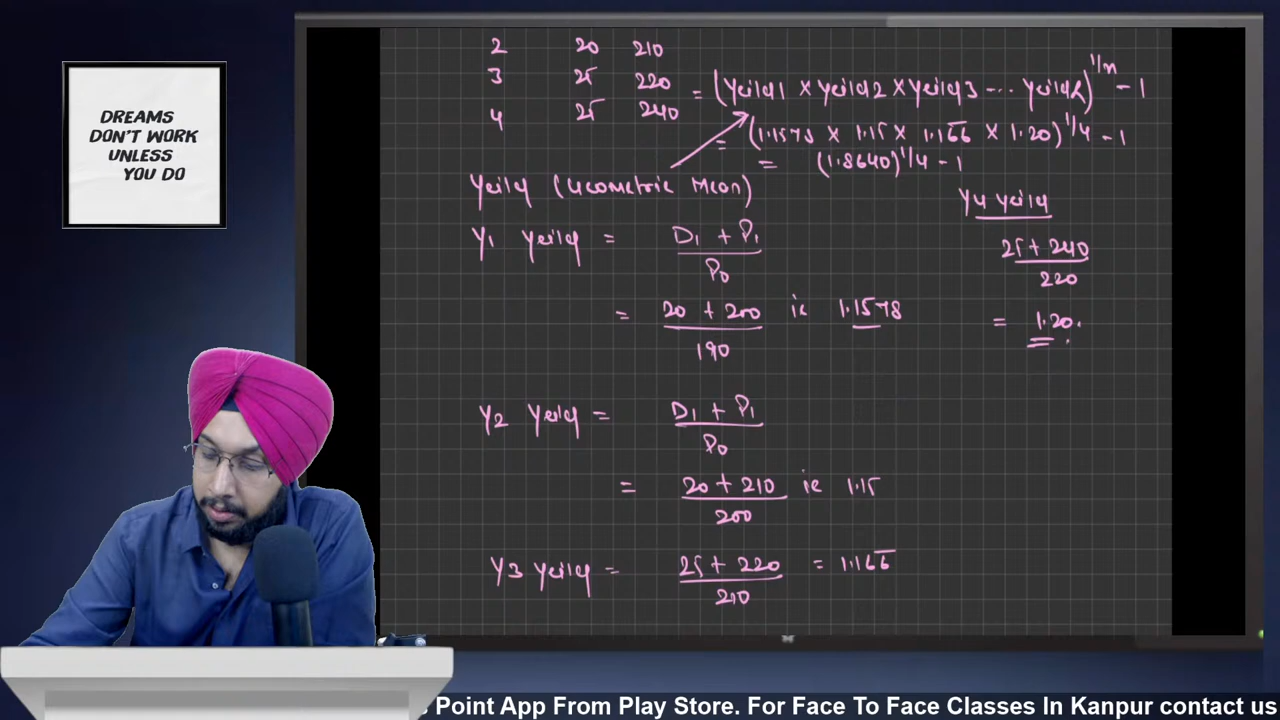 DREAMS
DON'T WORK
UNLESS
YOU DO
2 20 210
3 25 220
4 25 240
= (Yeild1 × Yeild2 × Yeild3 ... Yeild n)^1/n - 1
= (1.1578 × 1.15 × 1.166̅ × 1.20)^1/4 - 1
= (1.8640)^1/4 - 1
Yeild (Geometric Mean)
Y1 Yeild = D1 + P1
P0
= 20 + 200 ie 1.1578
190
Y2 Yeild = D1 + P1
P0
= 20 + 210 ie 1.15
200
Y3 Yeild = 25 + 220 = 1.166̅
210
Y4 Yeild
25 + 240
220
= 1.20.
s Point App From Play Store. For Face To Face Classes In Kanpur contact us